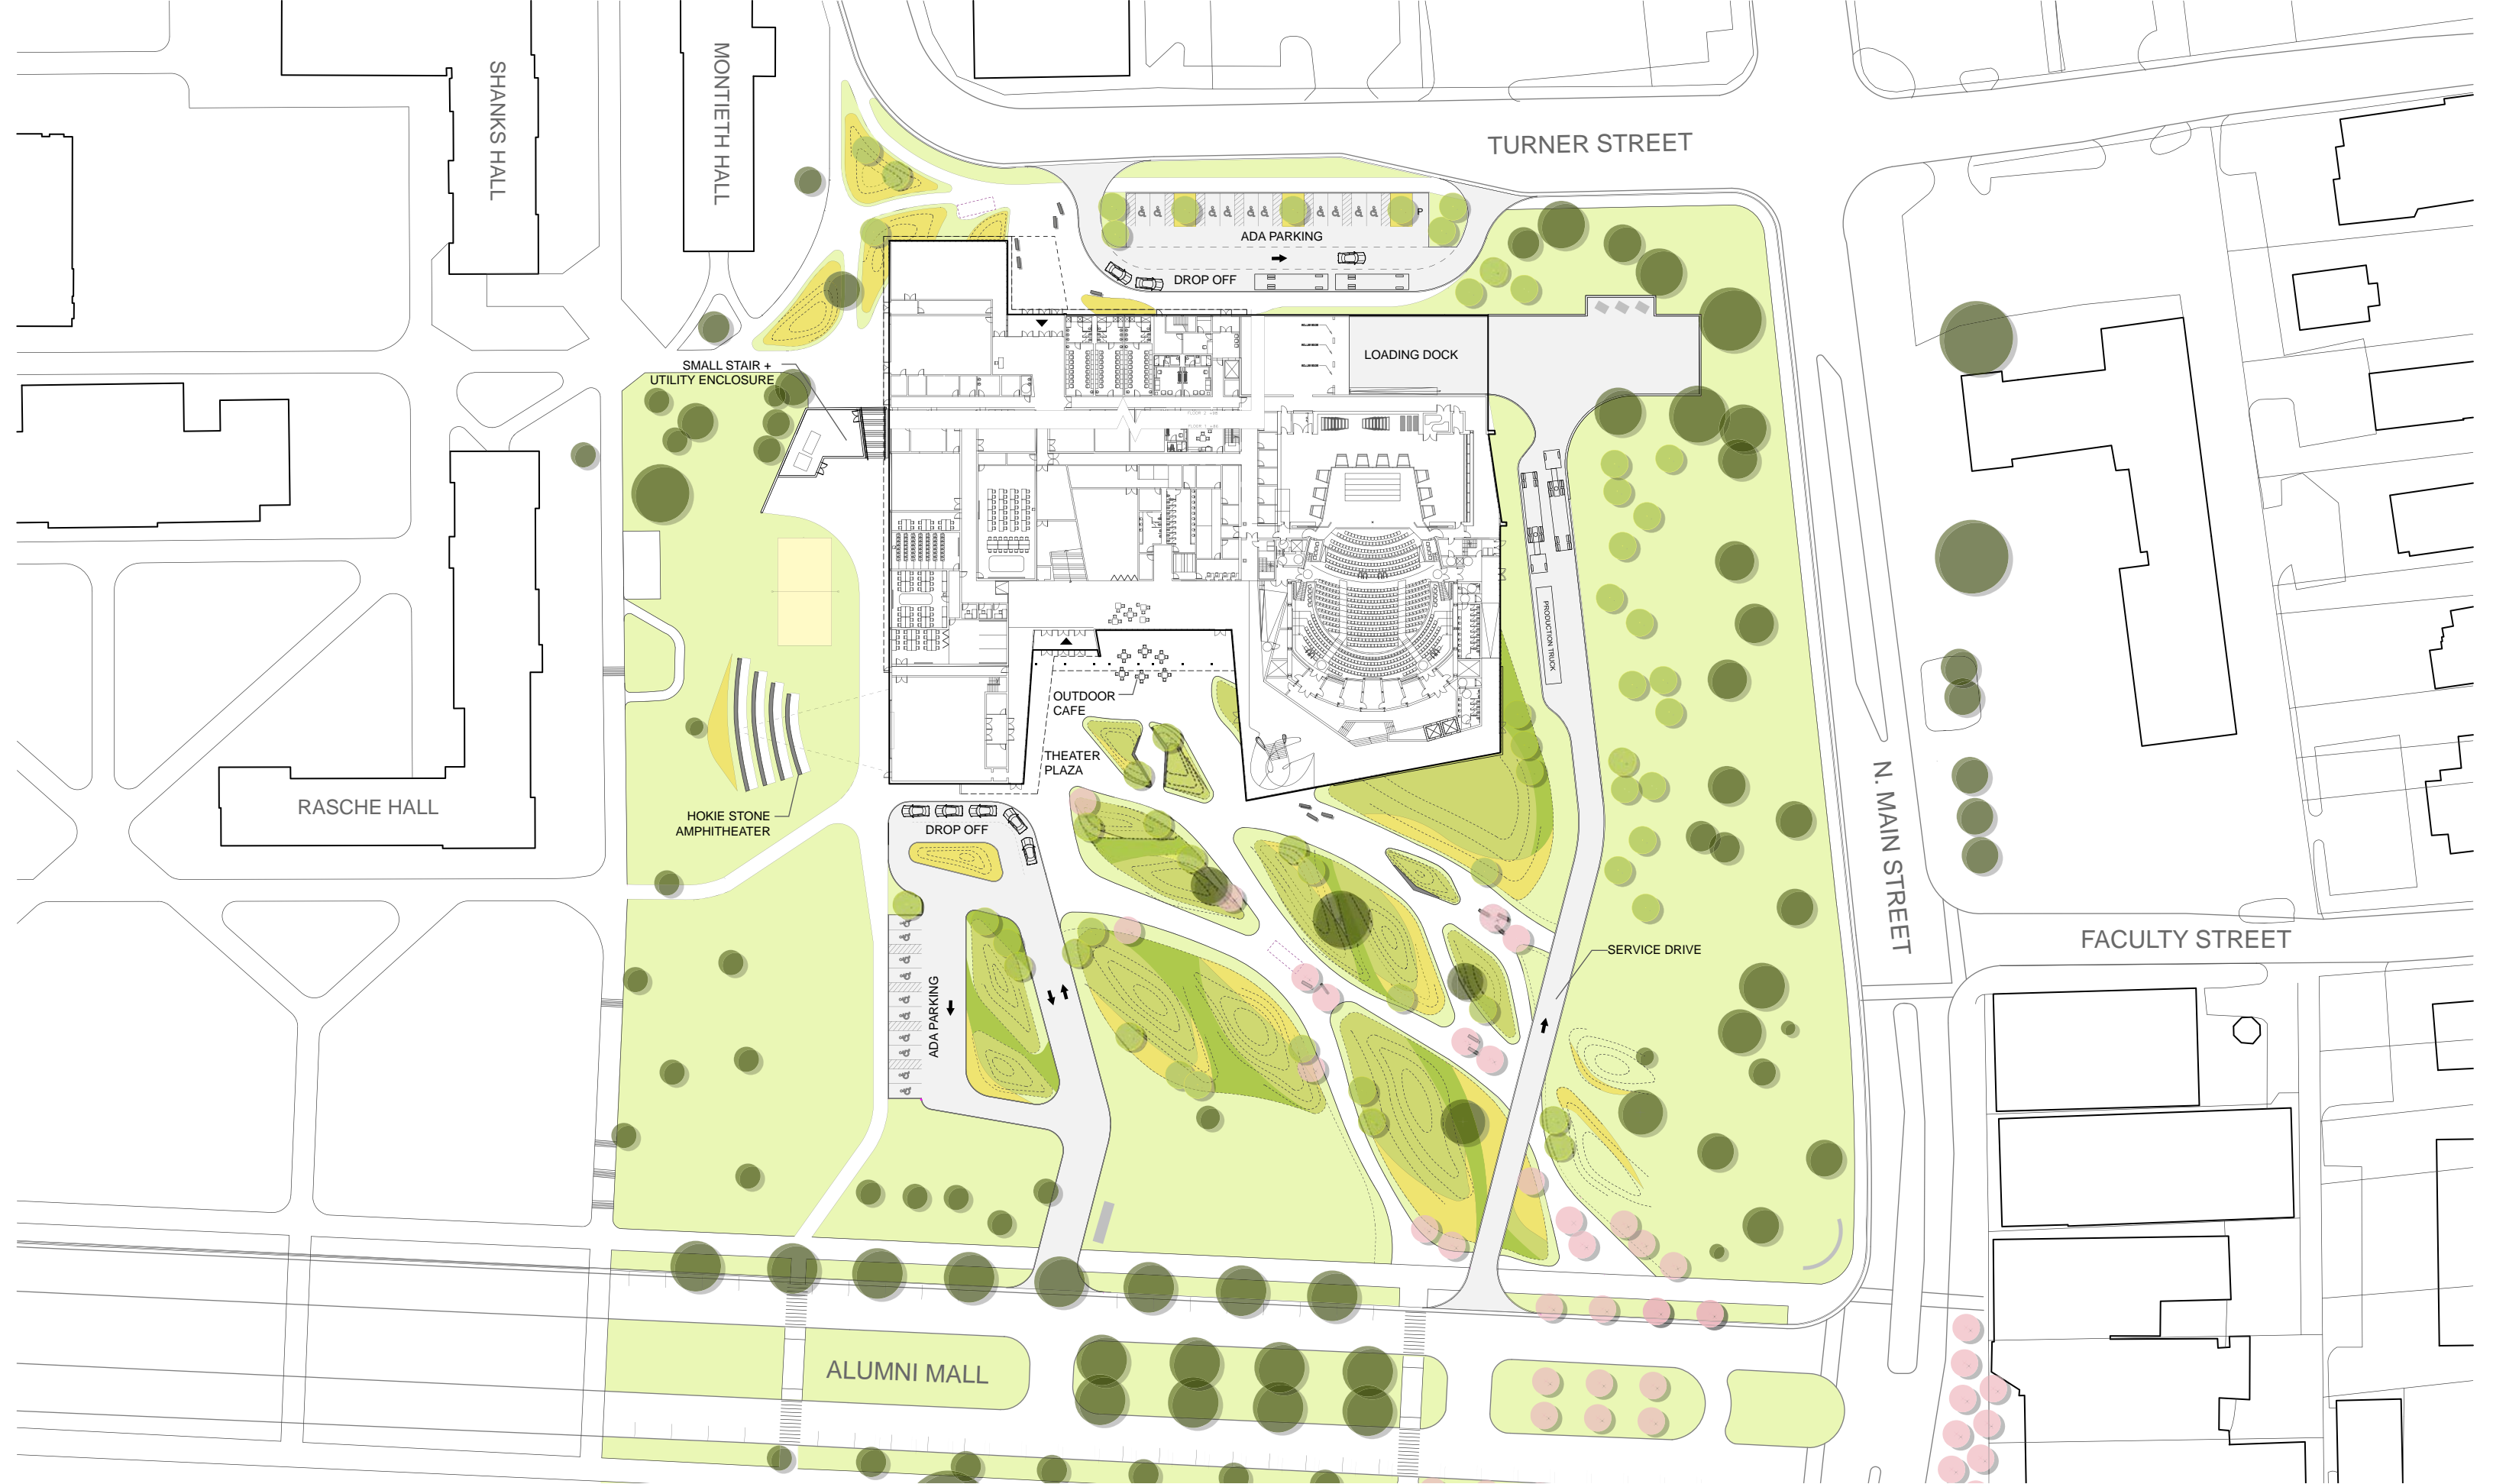 SHANKS HALL
MONTIETH HALL
TURNER STREET
P
ADA PARKING
DROP OFF
LOADING DOCK
SMALL STAIR +
UTILITY ENCLOSURE
PRODUCTION TRUCK
OUTDOOR
CAFE
THEATER
PLAZA
RASCHE HALL
HOKIE STONE
AMPHITHEATER
DROP OFF
N. MAIN STREET
FACULTY STREET
SERVICE DRIVE
ADA PARKING
ALUMNI MALL